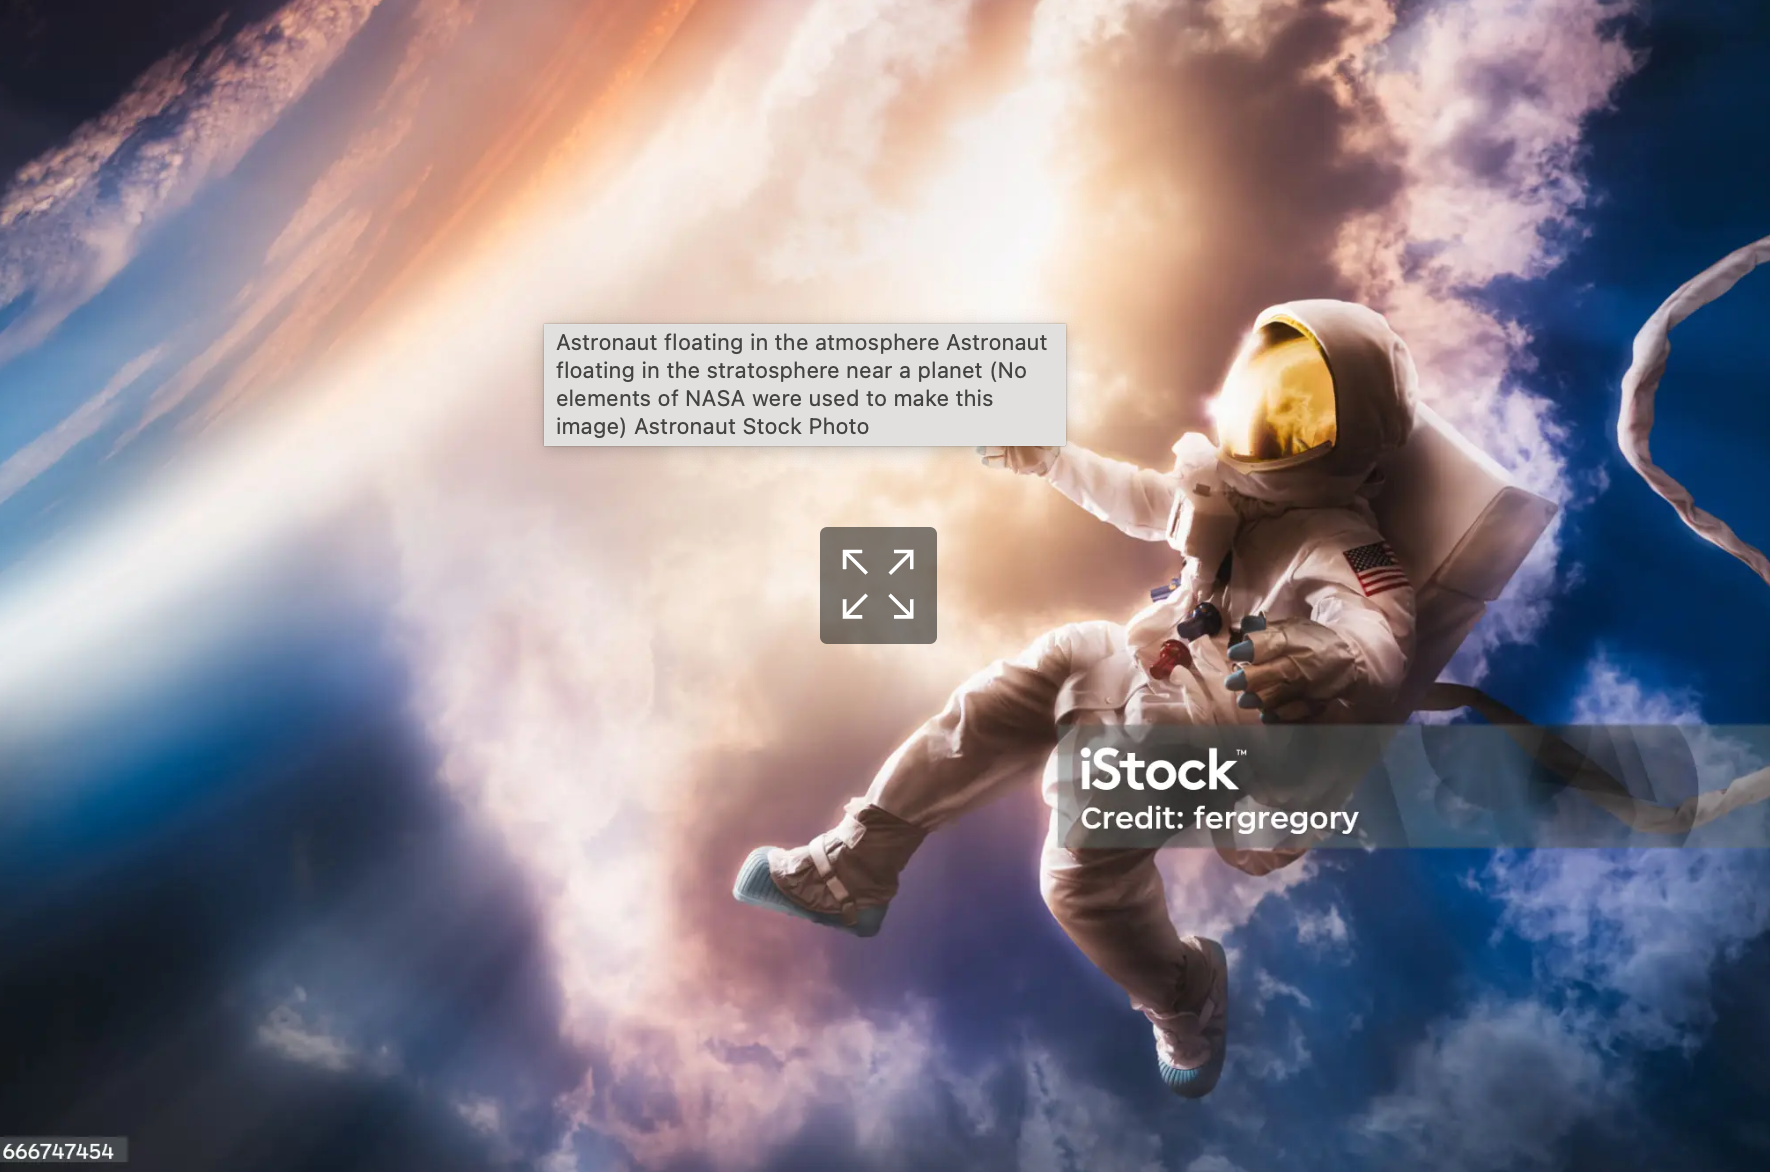 Astronaut floating in the atmosphere Astronaut
floating in the stratosphere near a planet (No
elements of NASA were used to make this
image) Astronaut Stock Photo
iStock™
Credit: fergregory
666747454